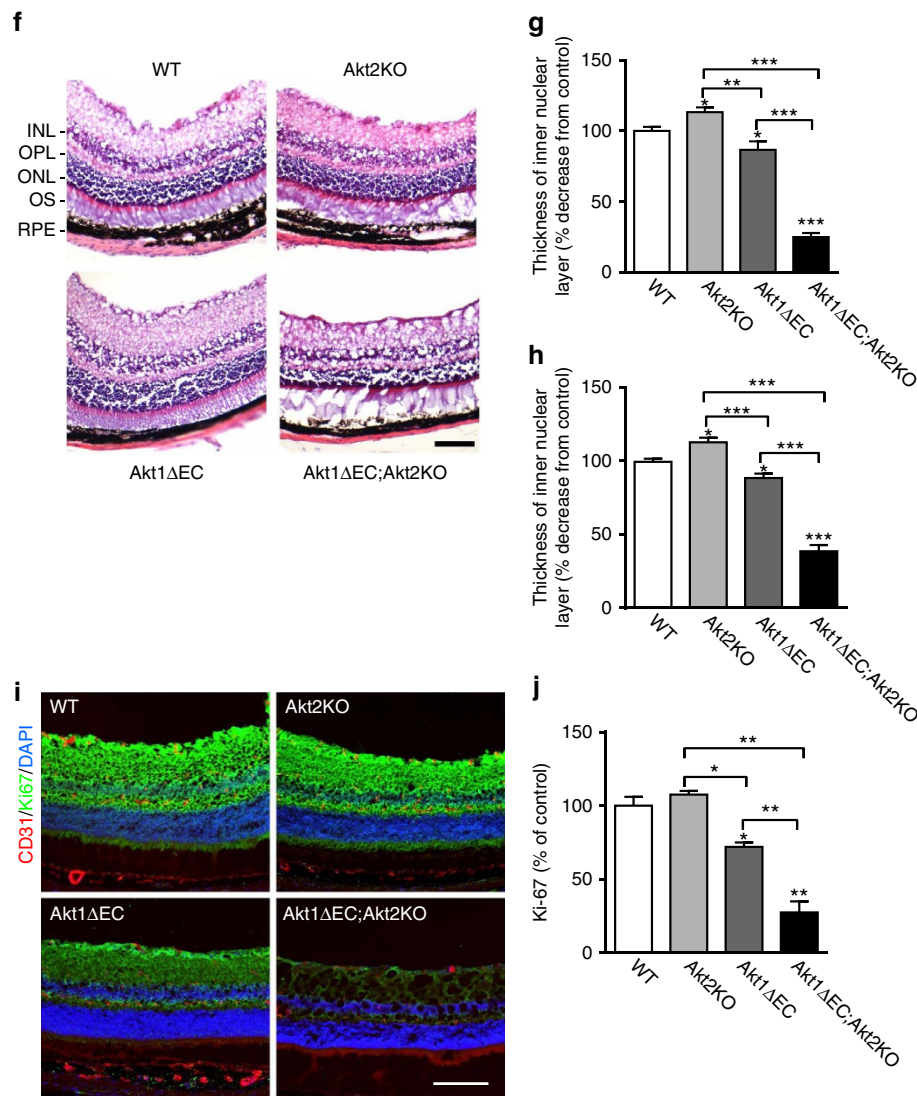 f
WT
Akt2KO
INL
OPL
ONL
OS
RPE
Akt1ΔEC
Akt1ΔEC;Akt2KO
g
Thickness of inner nuclear
layer (% decrease from control)
150
100
50
0
***
**
***
*
*
***
WT
Akt2KO
Akt1ΔEC
Akt1ΔEC;Akt2KO
h
Thickness of inner nuclear
layer (% decrease from control)
150
100
50
0
***
***
***
*
*
***
WT
Akt2KO
Akt1ΔEC
Akt1ΔEC;Akt2KO
i
CD31/Ki67/DAPI
WT
Akt2KO
Akt1ΔEC
Akt1ΔEC;Akt2KO
j
Ki-67 (% of control)
150
100
50
0
**
*
**
*
**
WT
Akt2KO
Akt1ΔEC
Akt1ΔEC;Akt2KO